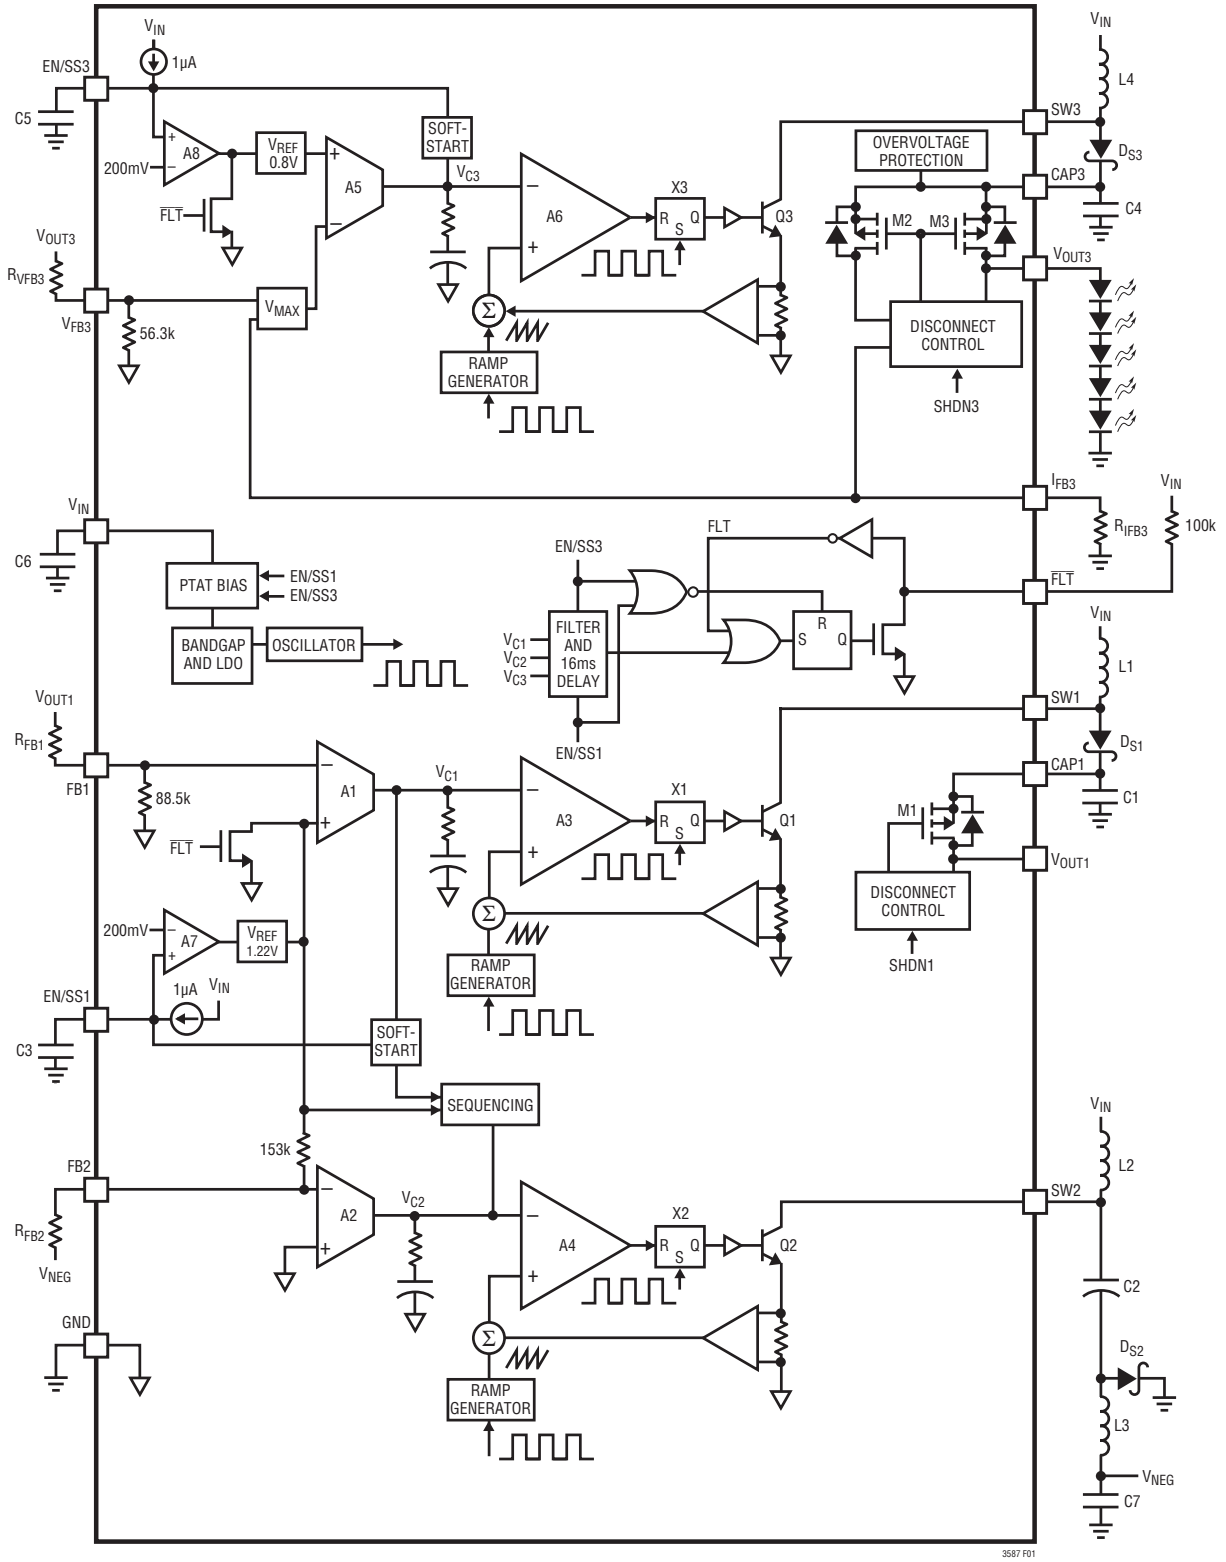 VIN
1µA
EN/SS3
C5
+
A8
200mV
−
VREF
0.8V
+
A5
−
SOFT-
START
VC3
FLT
VOUT3
RVFB3
VFB3
56.3k
VMAX
−
A6
+
Σ
RAMP
GENERATOR
X3
R Q
S
Q3
OVERVOLTAGE
PROTECTION
M2 M3
DISCONNECT
CONTROL
SHDN3
VIN
L4
SW3
DS3
CAP3
C4
VOUT3
IFB3
RIFB3
VIN
100k
FLT
VIN
C6
PTAT BIAS
EN/SS1
EN/SS3
BANDGAP
AND LDO
OSCILLATOR
EN/SS3
FLT
FILTER
AND
16ms
DELAY
VC1
VC2
VC3
EN/SS1
R
S Q
VOUT1
RFB1
FB1
88.5k
FLT
−
A1
+
VC1
200mV
−
A7
+
VREF
1.22V
EN/SS1
1µA
VIN
C3
SOFT-
START
−
A3
+
Σ
RAMP
GENERATOR
X1
R Q
S
Q1
VIN
L1
SW1
DS1
CAP1
C1
M1
VOUT1
DISCONNECT
CONTROL
SHDN1
SEQUENCING
153k
FB2
RFB2
VNEG
−
A2
+
VC2
−
A4
+
Σ
RAMP
GENERATOR
X2
R Q
S
Q2
VIN
L2
SW2
C2
DS2
L3
VNEG
C7
GND
3587 F01